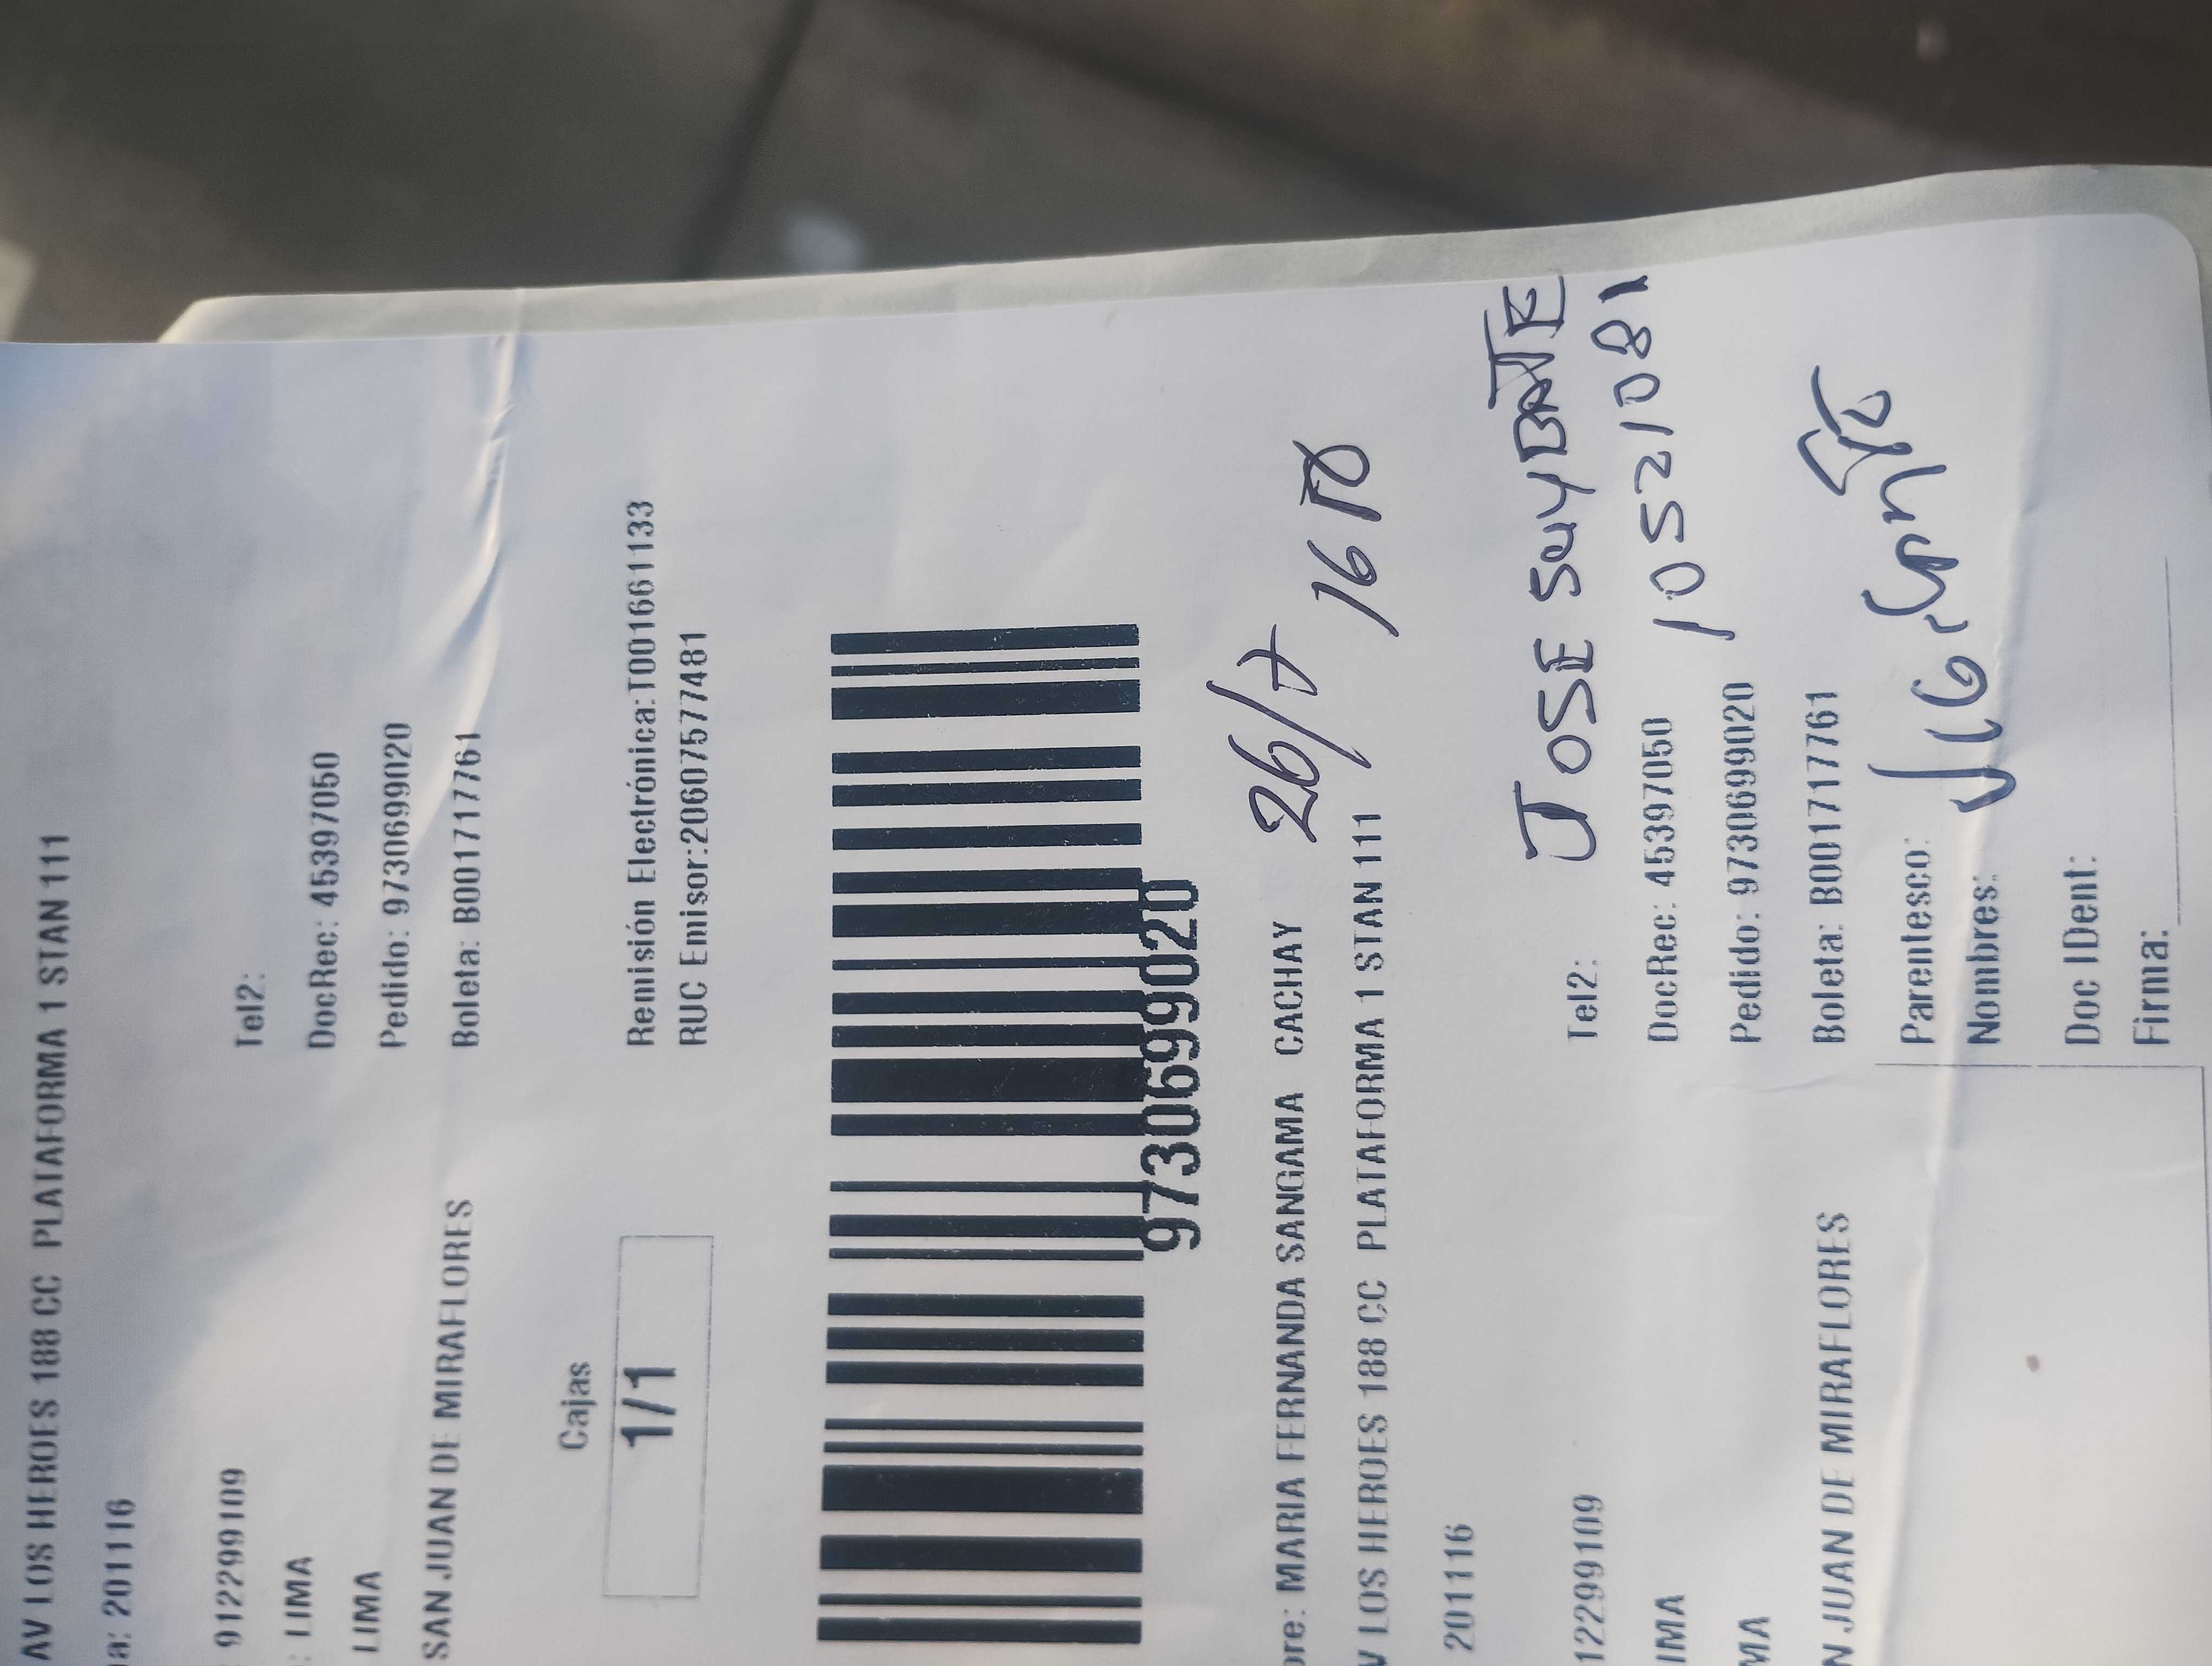 AV LOS HEROES 188 CC PLATAFORMA 1 STAN 111
a: 201116
912299109
Tel2:
: LIMA
DocRec: 45397050
LIMA
Pedido: 9730699020
SAN JUAN DE MIRAFLORES
Boleta: B001717761
Cajas
1/1
Remisión Electrónica:T001661133
RUC Emisor:20607577481
9730699020
26/7 16
bre: MARIA FERNANDA SANGAMA CACHAY
V LOS HEROES 188 CC PLATAFORMA 1 STAN 111
201116
JOSE
10521081
12299109
Tel2:
IMA
DocRec: 45397050
MA
Pedido: 9730699020
N JUAN DE MIRAFLORES
Boleta: B001717761
Parentesco:
Nombres:
Doc IDent:
Firma: